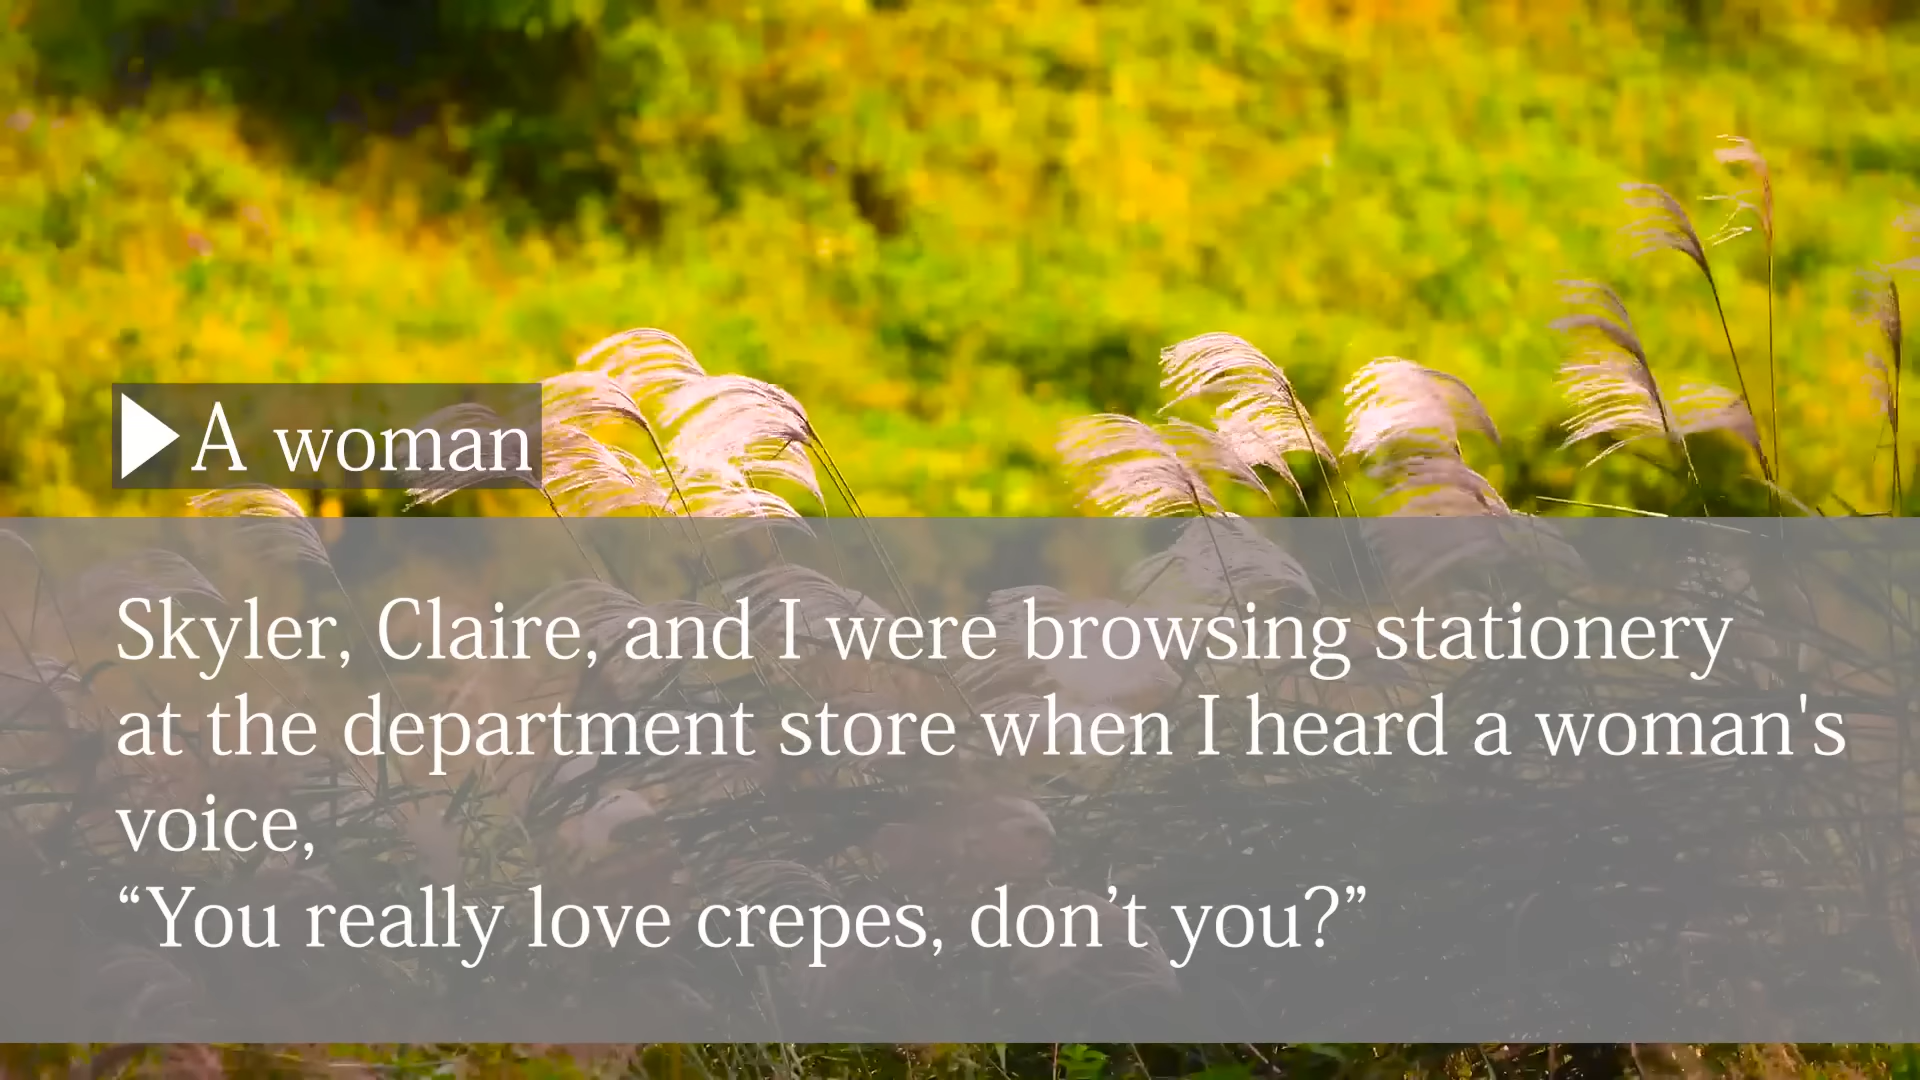 A woman
Skyler, Claire, and I were browsing stationery
at the department store when I heard a woman's
voice,
“You really love crepes, don’t you?”